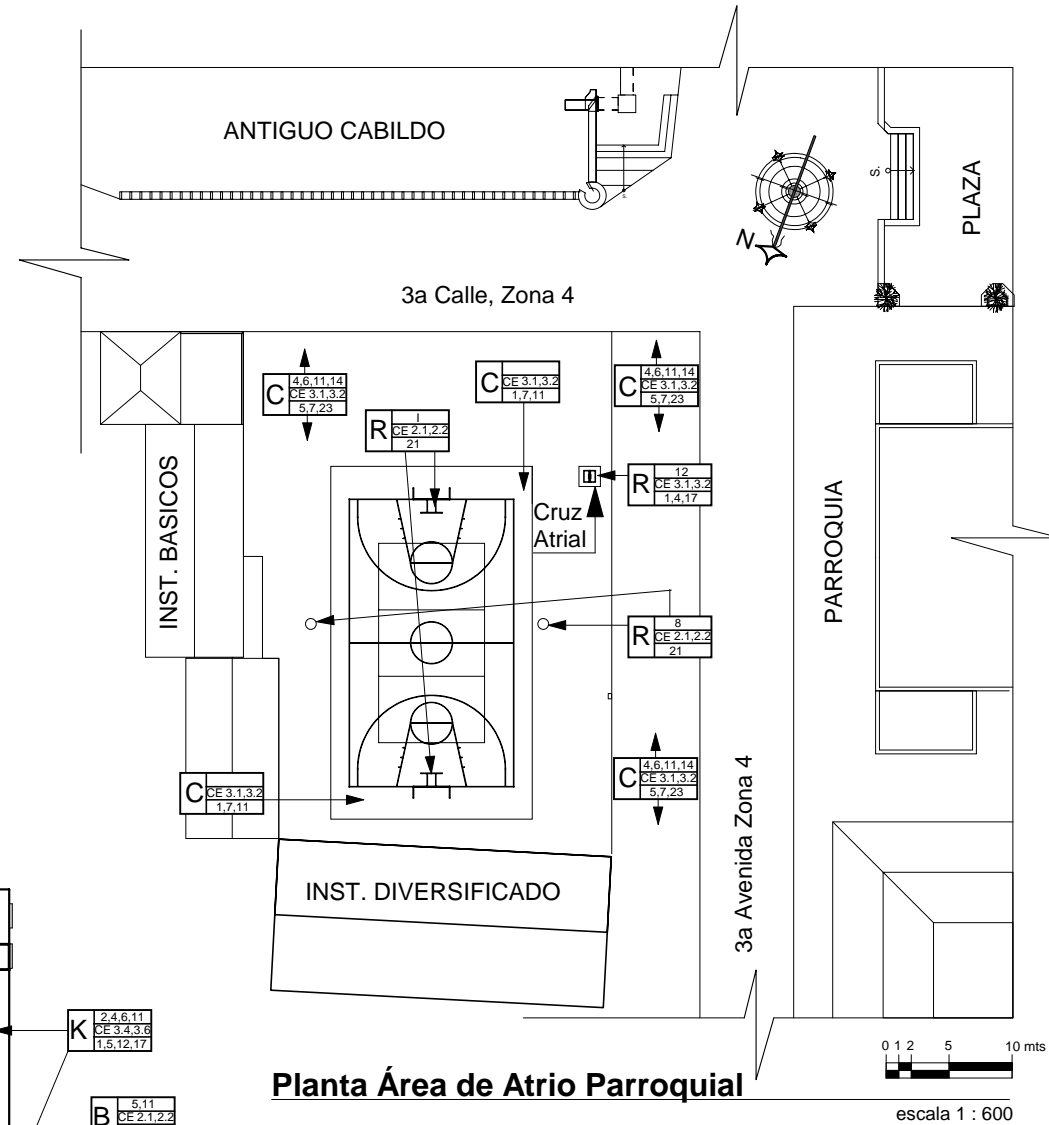 ANTIGUO CABILDO
S.
PLAZA
N
3a Calle, Zona 4
C
4,6,11,14
CE 3.1,3.2
5,7,23
C
CE 3.1,3.2
1,7,11
C
4,6,11,14
CE 3.1,3.2
5,7,23
R
I
CE 2.1,2.2
21
INST. BASICOS
R
12
CE 3.1,3.2
1,4,17
Cruz
Atrial
PARROQUIA
R
8
CE 2.1,2.2
21
C
CE 3.1,3.2
1,7,11
C
4,6,11,14
CE 3.1,3.2
5,7,23
3a Avenida Zona 4
INST. DIVERSIFICADO
K
2,4,6,11
CE 3.4,3.6
1,5,12,17
B
5,11
CE 2.1,2.2
0 1 2 5 10 mts
Planta Área de Atrio Parroquial
escala 1 : 600